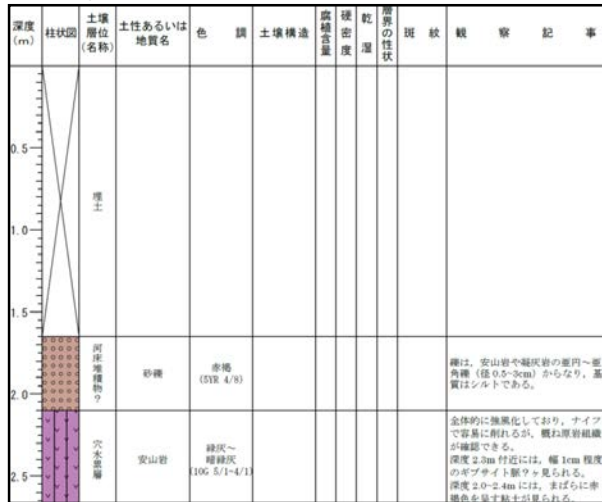 深度
(m)
柱状図
土壌
層位
(名称)
土性あるいは
地質名
色 調
土壌構造
腐植含量
硬密度
乾湿
層界の性状
斑 紋
観 察 記 事
0.5
1.0
1.5
2.0
2.5
埋土
河床堆積物?
砂礫
赤褐
(5YR 4/8)
礫は、安山岩や凝灰岩の亜円～亜
角礫（径 0.5~3cm）からなり、基
質はシルトである。
穴水累層
安山岩
緑灰～
暗緑灰
(10G 5/1~4/1)
全体的に強風化しており、ナイフ
で容易に削れるが、概ね原岩組織
が確認できる。
深度 2.3m 付近には、幅 1cm 程度
のギブサイト脈？ヶ見られる。
深度 2.0~2.4m には、まばらに赤
褐色を呈す粘土が見られる。